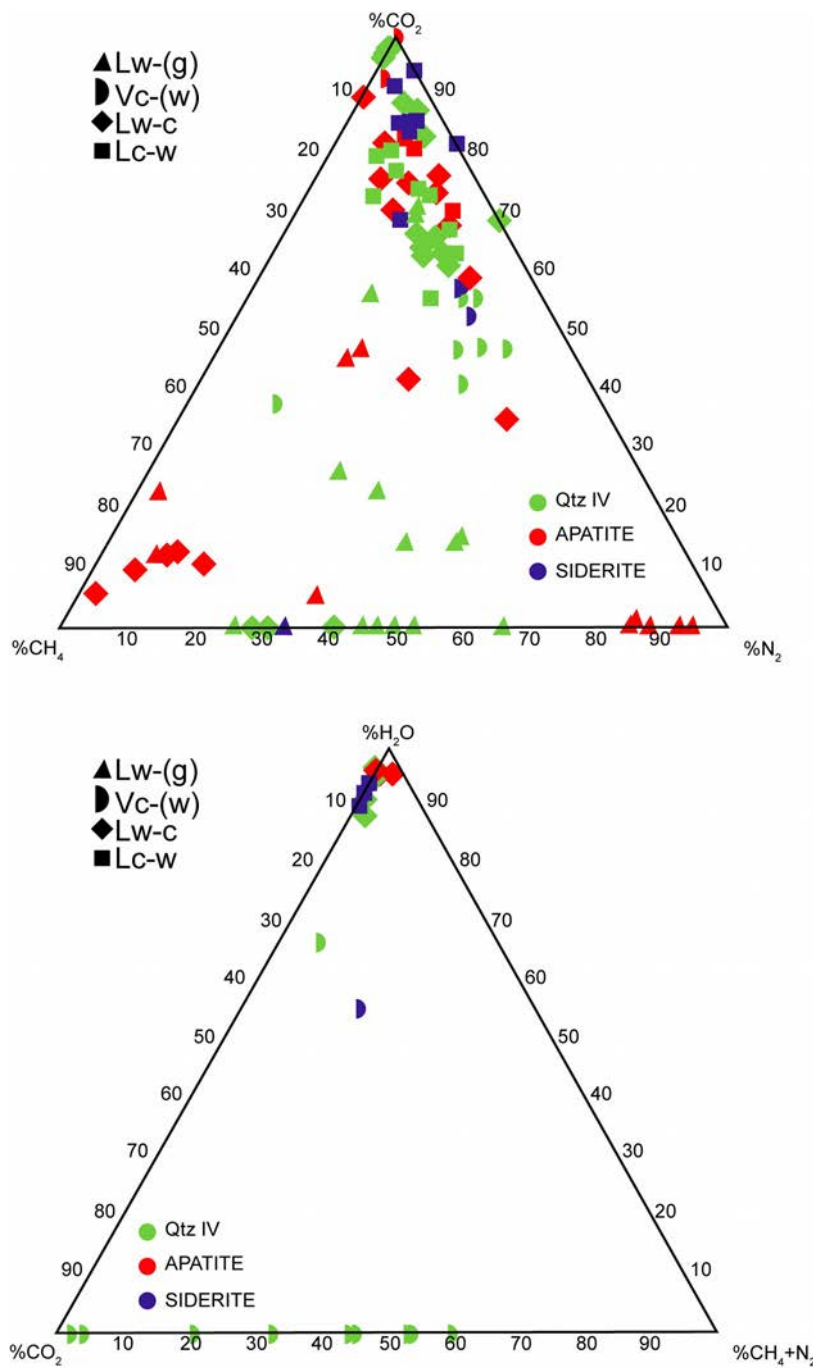 %CO₂
Lw-(g)
Vc-(w)
Lw-c
Lc-w
10 90
20 80
30 70
40 60
50 50
60 40
70 30
80 20
90 10
Qtz IV
APATITE
SIDERITE
10 20 30 40 50 60 70 80 90
%CH₄ %N₂
%H₂O
Lw-(g)
Vc-(w)
Lw-c
Lc-w
10 90
20 80
30 70
40 60
50 50
60 40
70 30
80 20
90 10
Qtz IV
APATITE
SIDERITE
%CO₂ 10 20 30 40 50 60 70 80 90 %CH₄+N₂